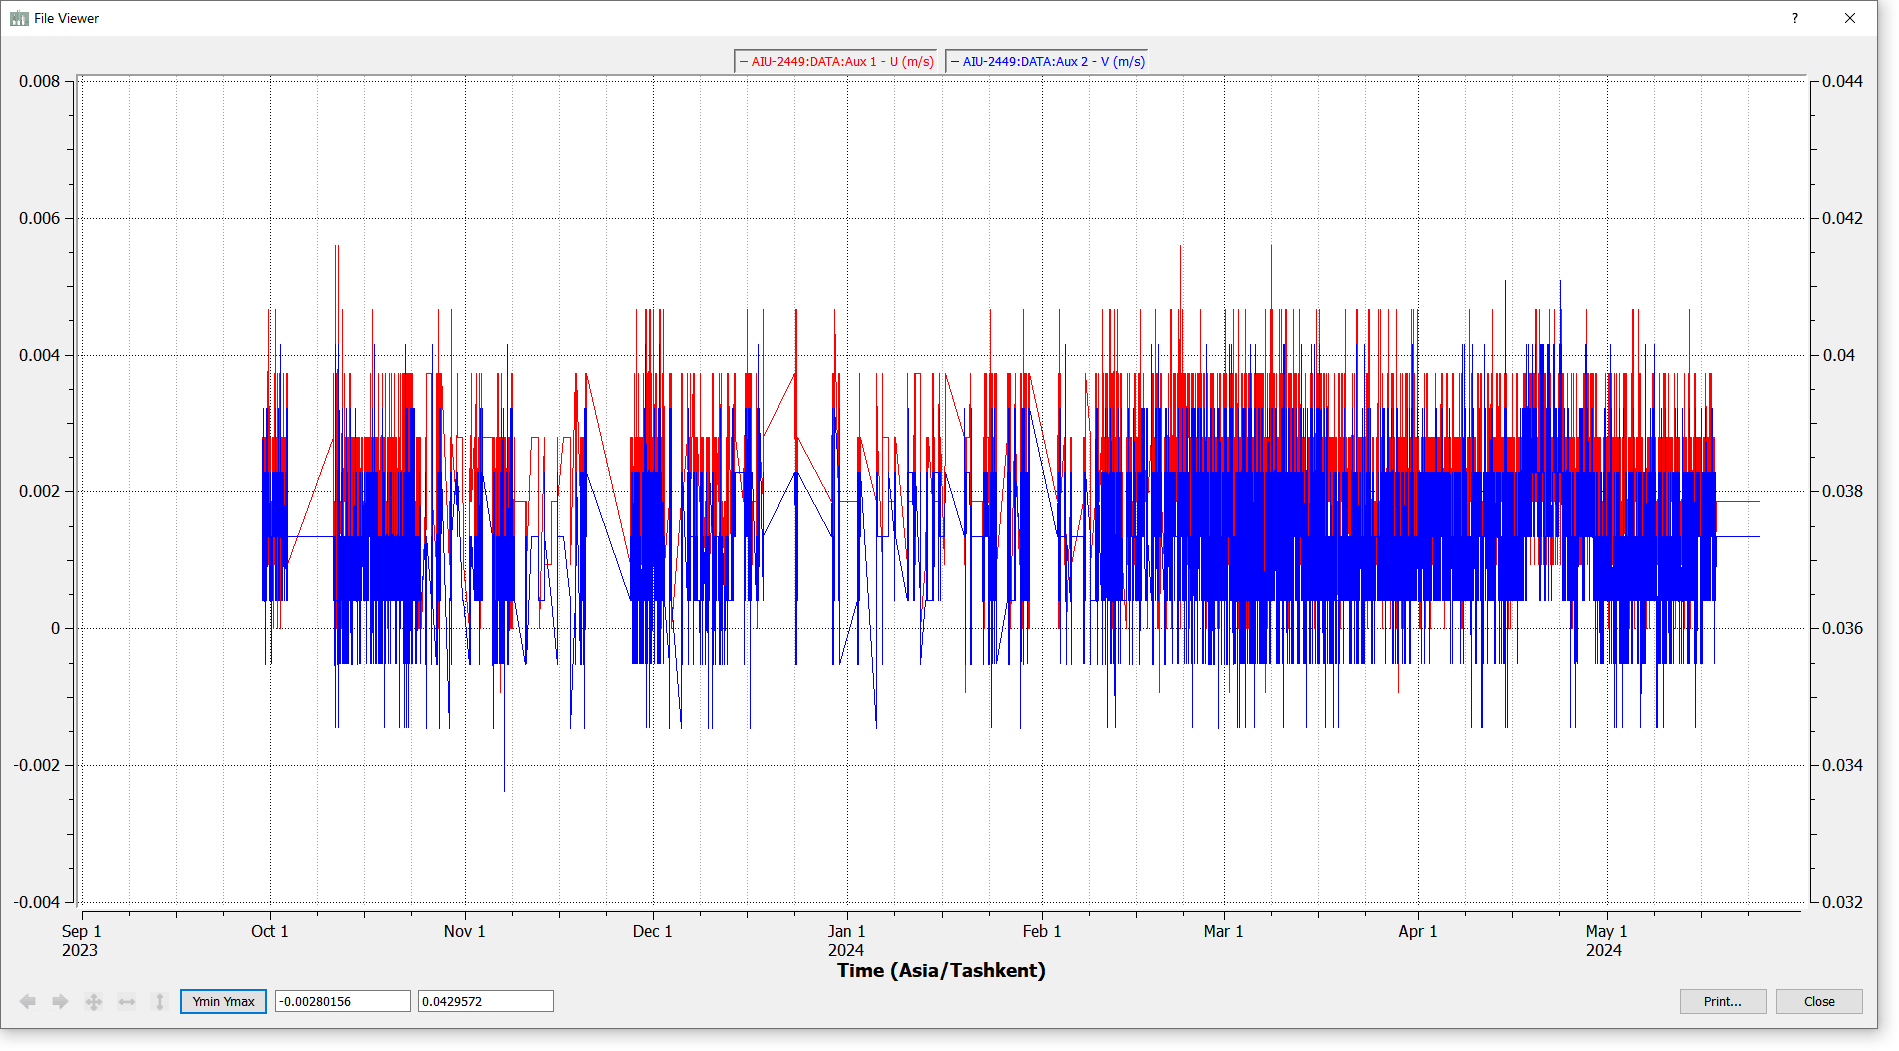 File Viewer
?
— AIU-2449:DATA:Aux 1 - U (m/s) — AIU-2449:DATA:Aux 2 - V (m/s)
0.008 0.044
0.006 0.042
0.004 0.04
0.002 0.038
0 0.036
-0.002 0.034
-0.004 0.032
Sep 1 Oct 1 Nov 1 Dec 1 Jan 1 Feb 1 Mar 1 Apr 1 May 1
2023 2024 2024
Time (Asia/Tashkent)
Ymin Ymax -0.00280156 0.0429572 Print... Close